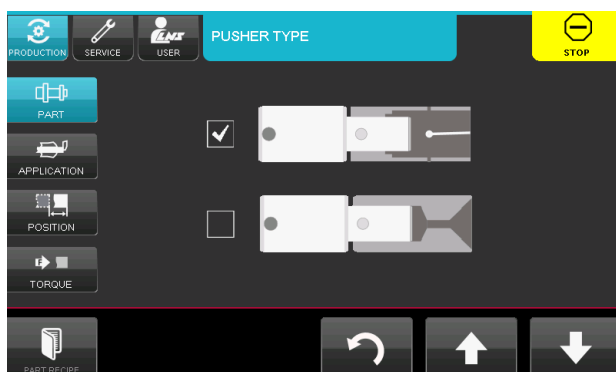 PUSHER TYPE
PRODUCTION
SERVICE
USER
STOP
PART
APPLICATION
POSITION
TORQUE
PART RECIPE